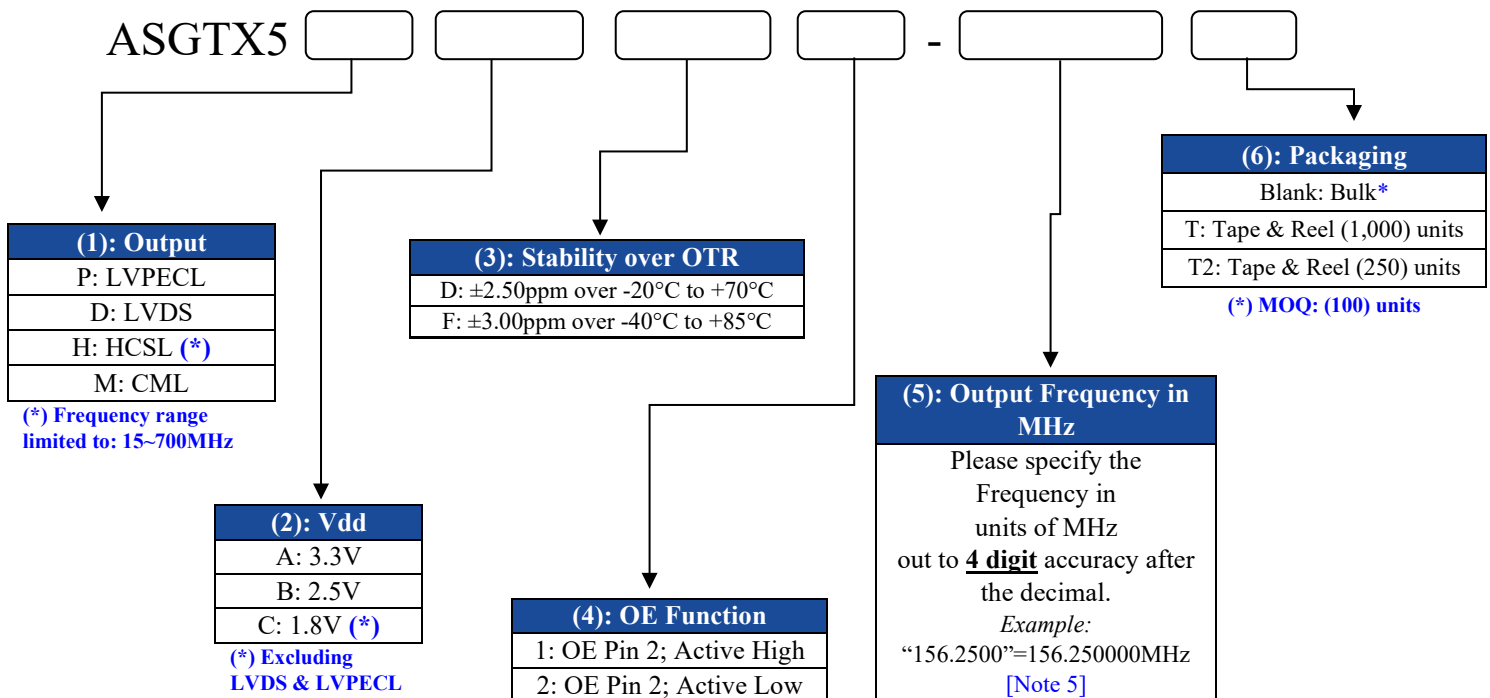 ASGTX5 -
(1): Output
P: LVPECL
D: LVDS
H: HCSL (*)
M: CML
(*) Frequency range
limited to: 15~700MHz
(2): Vdd
A: 3.3V
B: 2.5V
C: 1.8V (*)
(*) Excluding
LVDS & LVPECL
(3): Stability over OTR
D: ±2.50ppm over -20°C to +70°C
F: ±3.00ppm over -40°C to +85°C
(4): OE Function
1: OE Pin 2; Active High
2: OE Pin 2; Active Low
(5): Output Frequency in
MHz
Please specify the
Frequency in
units of MHz
out to 4 digit accuracy after
the decimal.
Example:
“156.2500”=156.250000MHz
[Note 5]
(6): Packaging
Blank: Bulk*
T: Tape & Reel (1,000) units
T2: Tape & Reel (250) units
(*) MOQ: (100) units